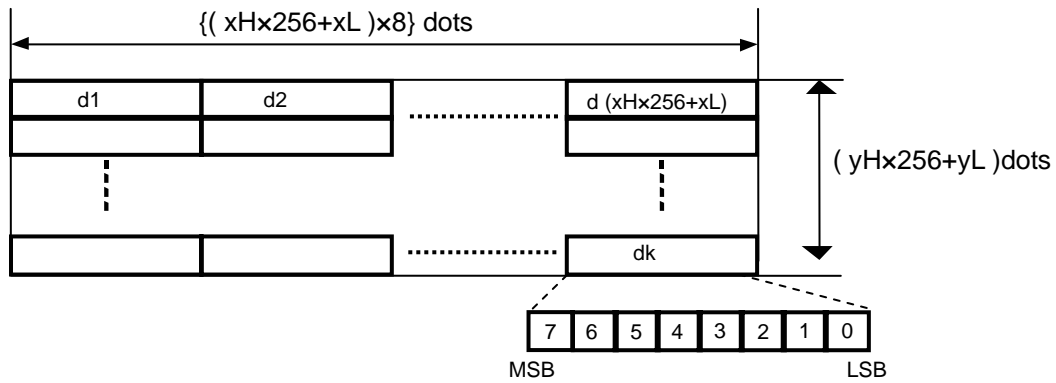 {( xH×256+xL )×8} dots
d1 d2 d (xH×256+xL)
( yH×256+yL )dots
dk
7 6 5 4 3 2 1 0
MSB LSB